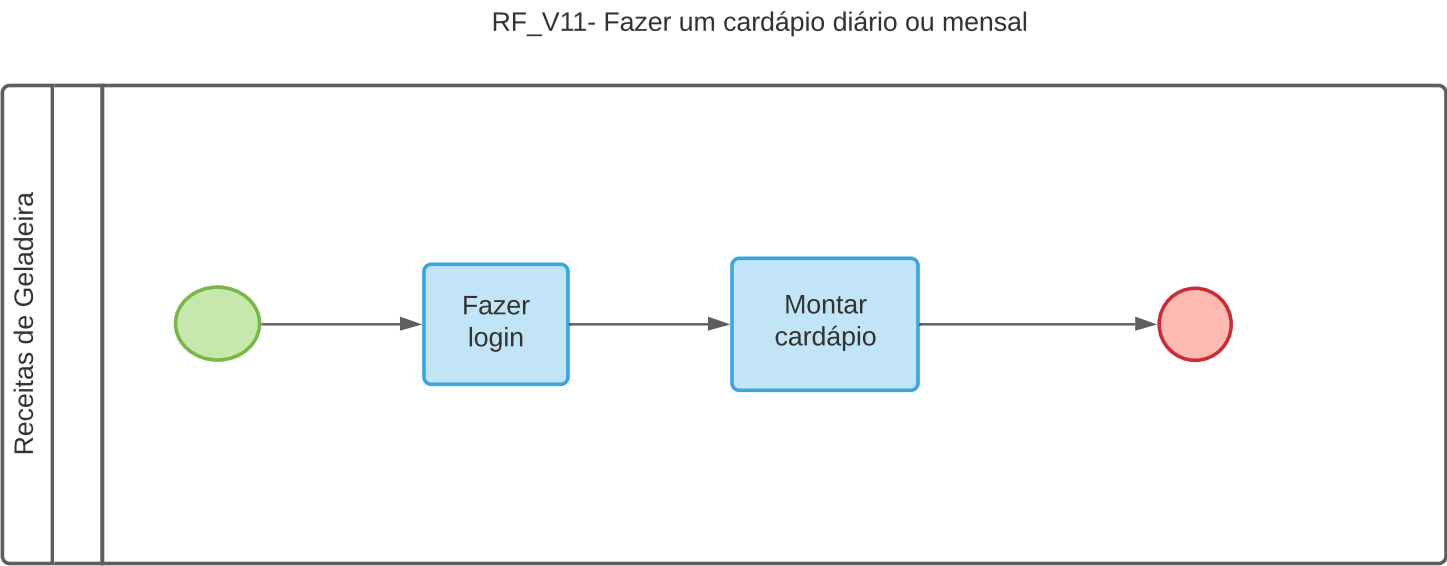 RF_V11- Fazer um cardápio diário ou mensal
Receitas de Geladeira
Fazer
login
Montar
cardápio